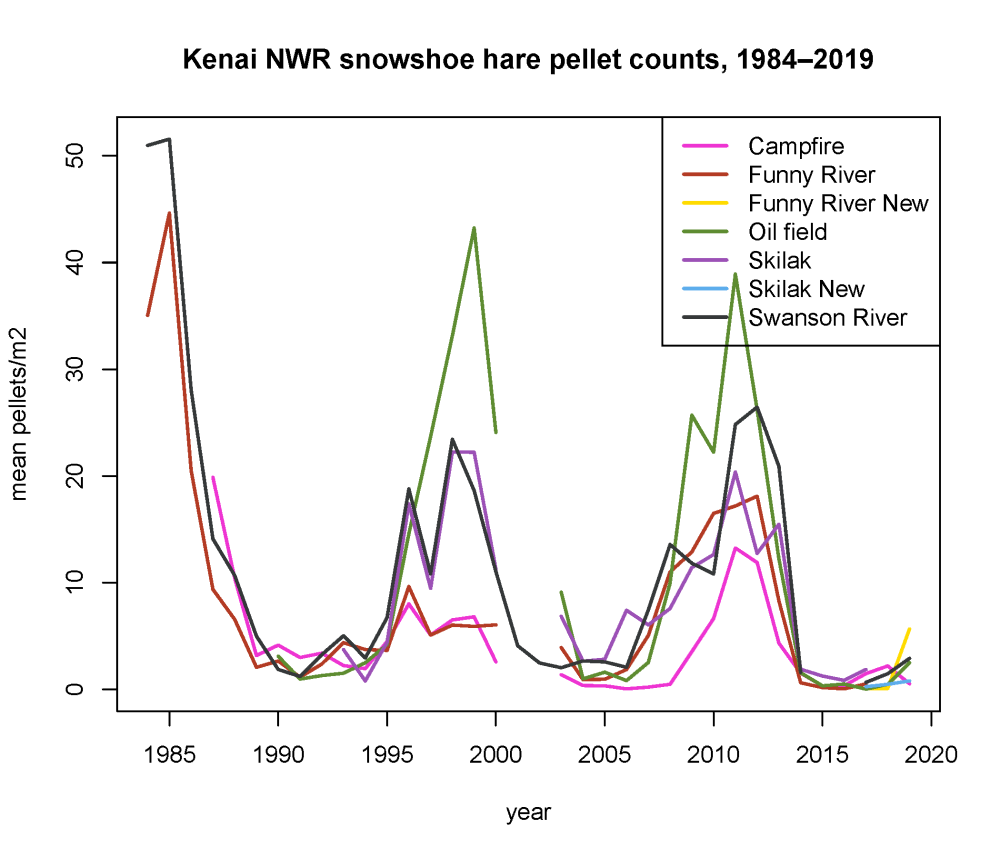 Kenai NWR snowshoe hare pellet counts, 1984–2019
Campfire
Funny River
Funny River New
Oil field
Skilak
Skilak New
Swanson River
mean pellets/m2
50
40
30
20
10
0
1985 1990 1995 2000 2005 2010 2015 2020
year